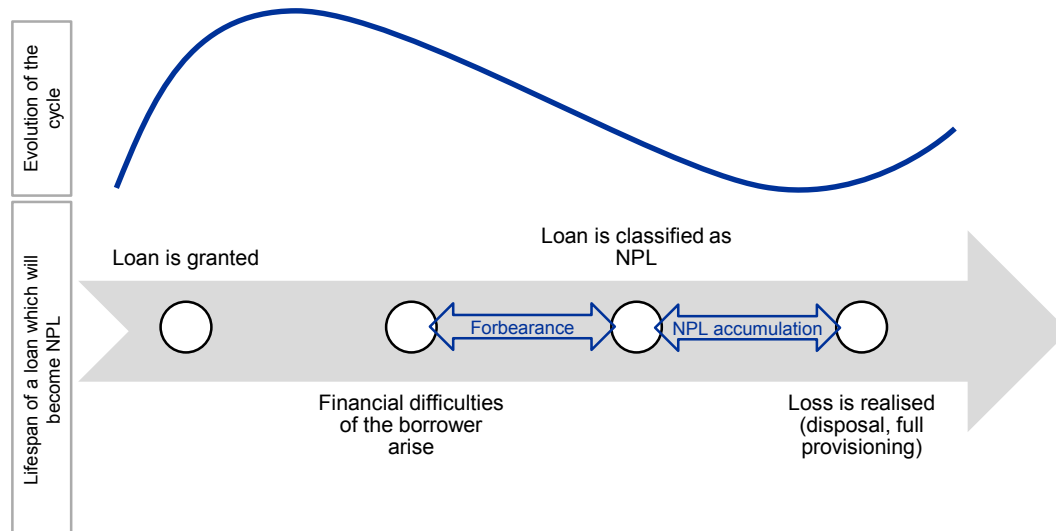 Evolution of the
cycle
Lifespan of a loan which will
become NPL
Loan is granted
Loan is classified as
NPL
Forbearance
NPL accumulation
Financial difficulties
of the borrower
arise
Loss is realised
(disposal, full
provisioning)